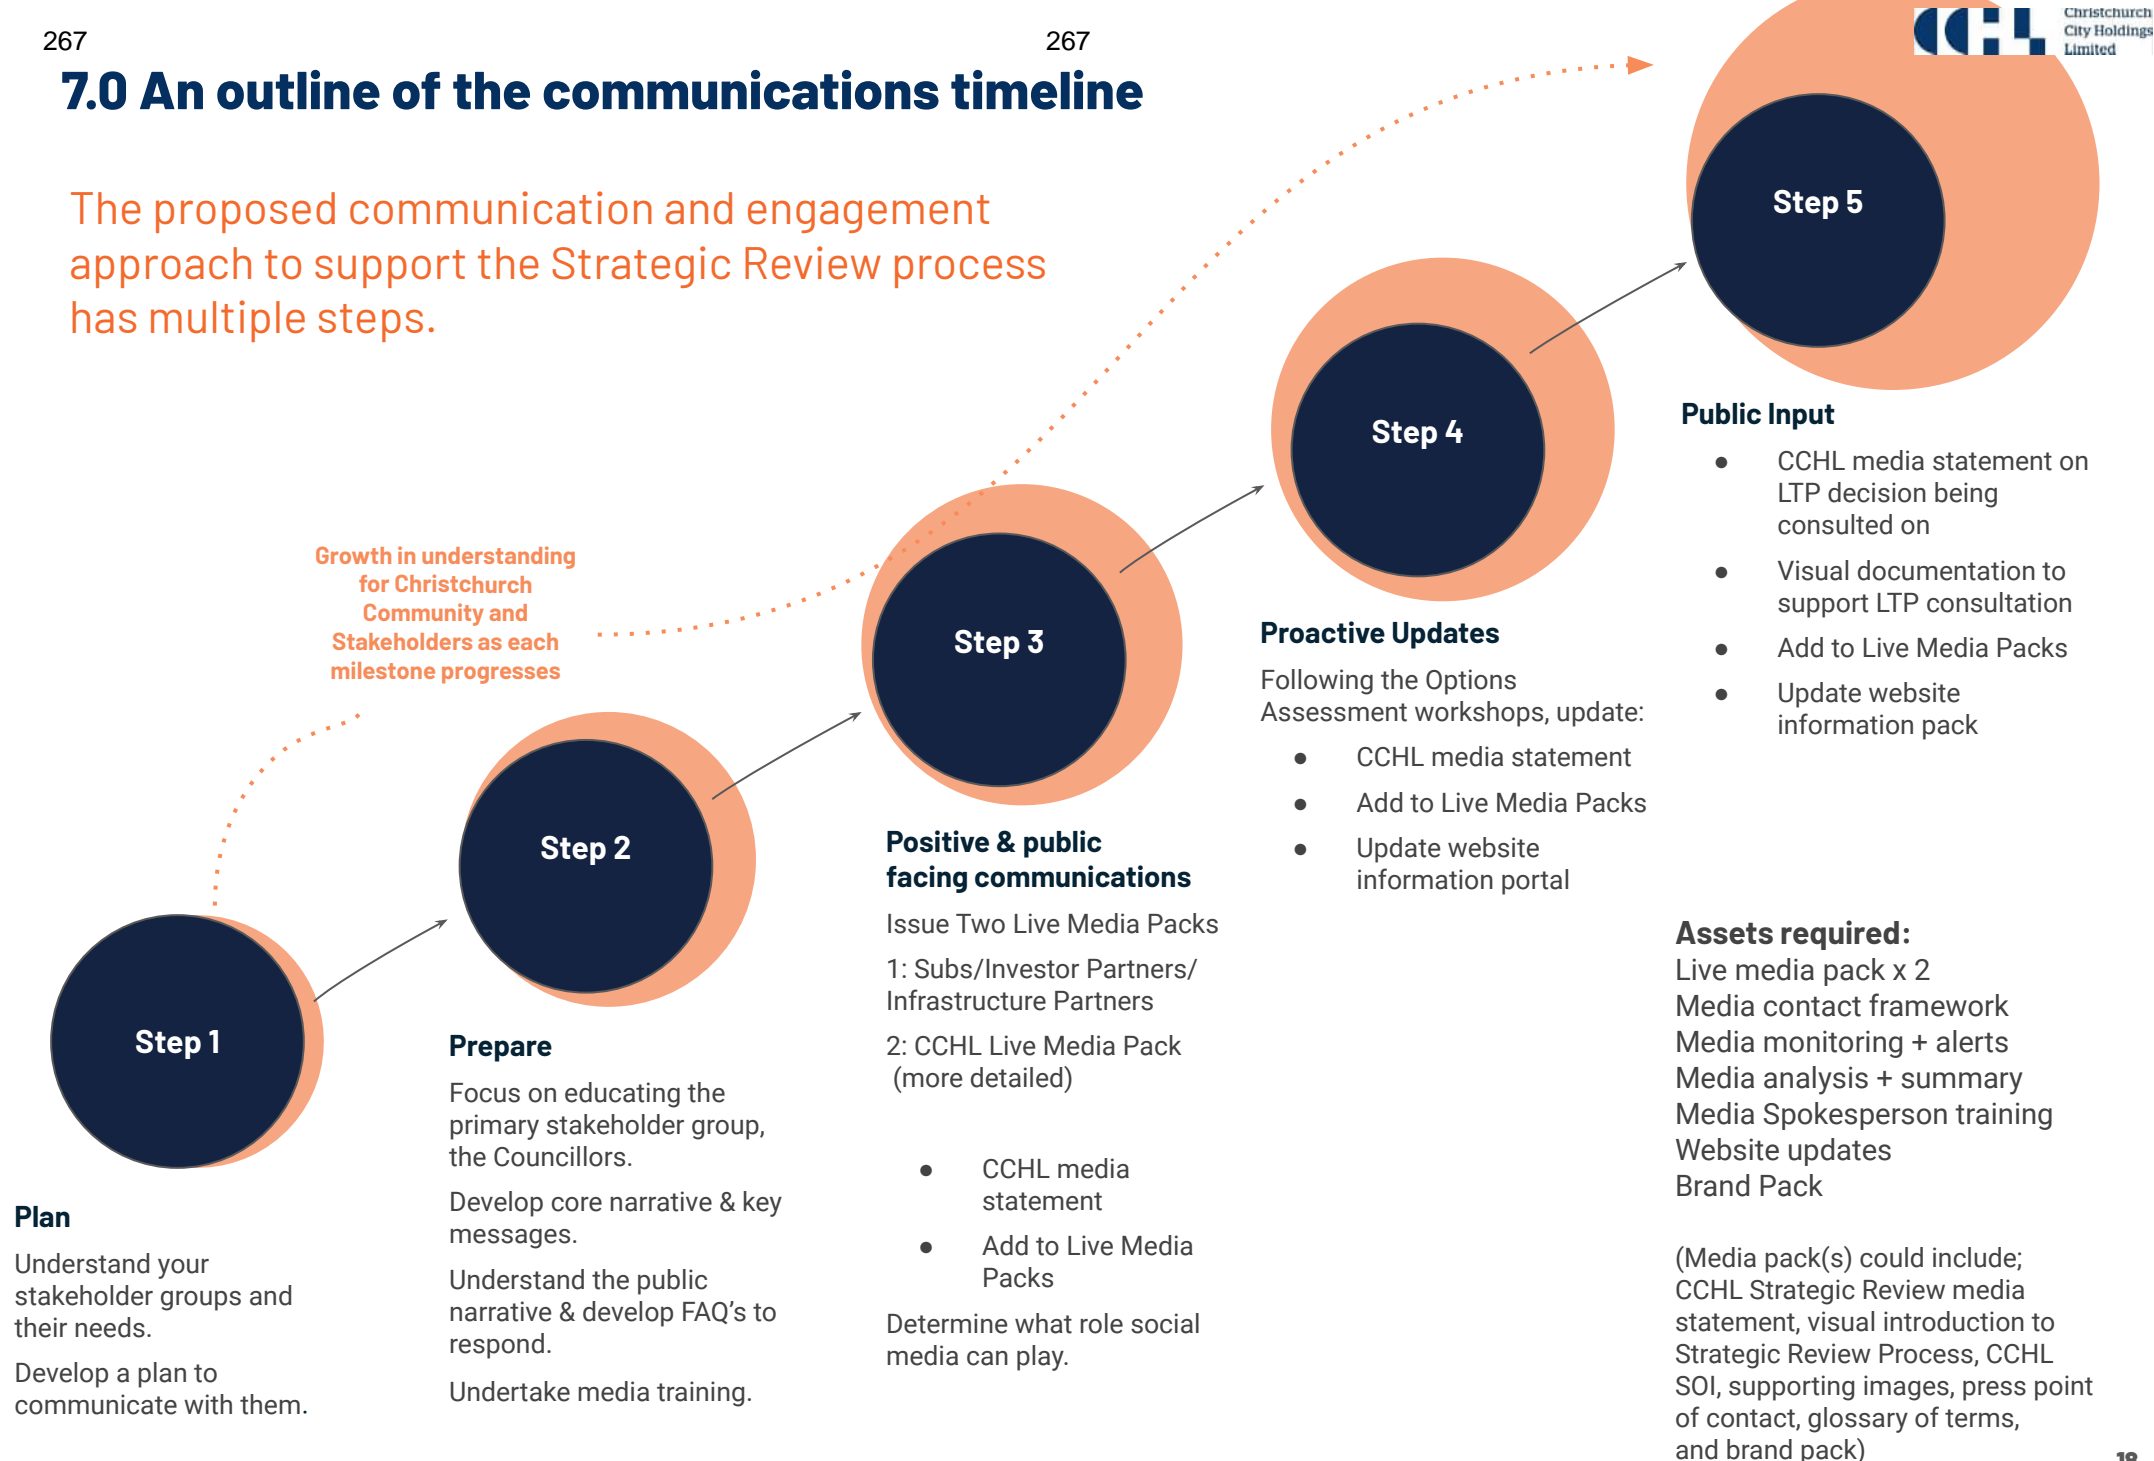 267
267
Christchurch
City Holdings
Limited
7.0 An outline of the communications timeline
The proposed communication and engagement
approach to support the Strategic Review process
has multiple steps.
Growth in understanding
for Christchurch
Community and
Stakeholders as each
milestone progresses
Step 1
Plan
Understand your
stakeholder groups and
their needs.
Develop a plan to
communicate with them.
Step 2
Prepare
Focus on educating the
primary stakeholder group,
the Councillors.
Develop core narrative & key
messages.
Understand the public
narrative & develop FAQ's to
respond.
Undertake media training.
Step 3
Positive & public
facing communications
Issue Two Live Media Packs
1: Subs/Investor Partners/
Infrastructure Partners
2: CCHL Live Media Pack
(more detailed)
● CCHL media
statement
● Add to Live Media
Packs
Determine what role social
media can play.
Step 4
Proactive Updates
Following the Options
Assessment workshops, update:
● CCHL media statement
● Add to Live Media Packs
● Update website
information portal
Step 5
Public Input
● CCHL media statement on
LTP decision being
consulted on
● Visual documentation to
support LTP consultation
● Add to Live Media Packs
● Update website
information pack
Assets required:
Live media pack x 2
Media contact framework
Media monitoring + alerts
Media analysis + summary
Media Spokesperson training
Website updates
Brand Pack
(Media pack(s) could include;
CCHL Strategic Review media
statement, visual introduction to
Strategic Review Process, CCHL
SOI, supporting images, press point
of contact, glossary of terms,
and brand pack)
18